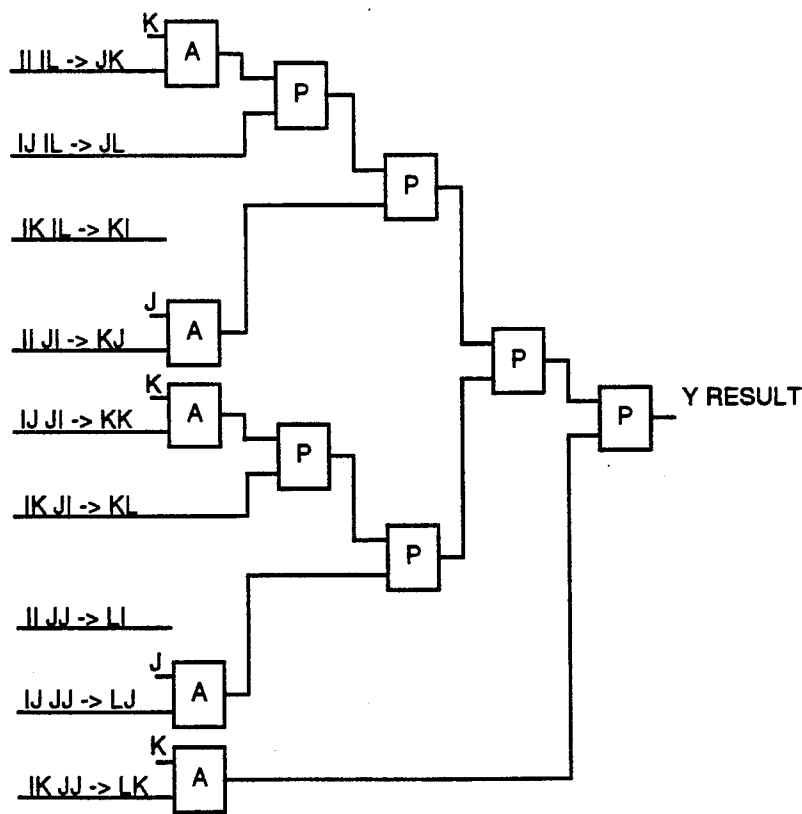 K
A
II IL -> JK
P
IJ IL -> JL
P
IK IL -> KI
J
A
II JI -> KJ
P
K
A
Y RESULT
IJ JI -> KK
P
P
IK JI -> KL
P
II JJ -> LI
J
A
IJ JJ -> LJ
K
A
IK JJ -> LK